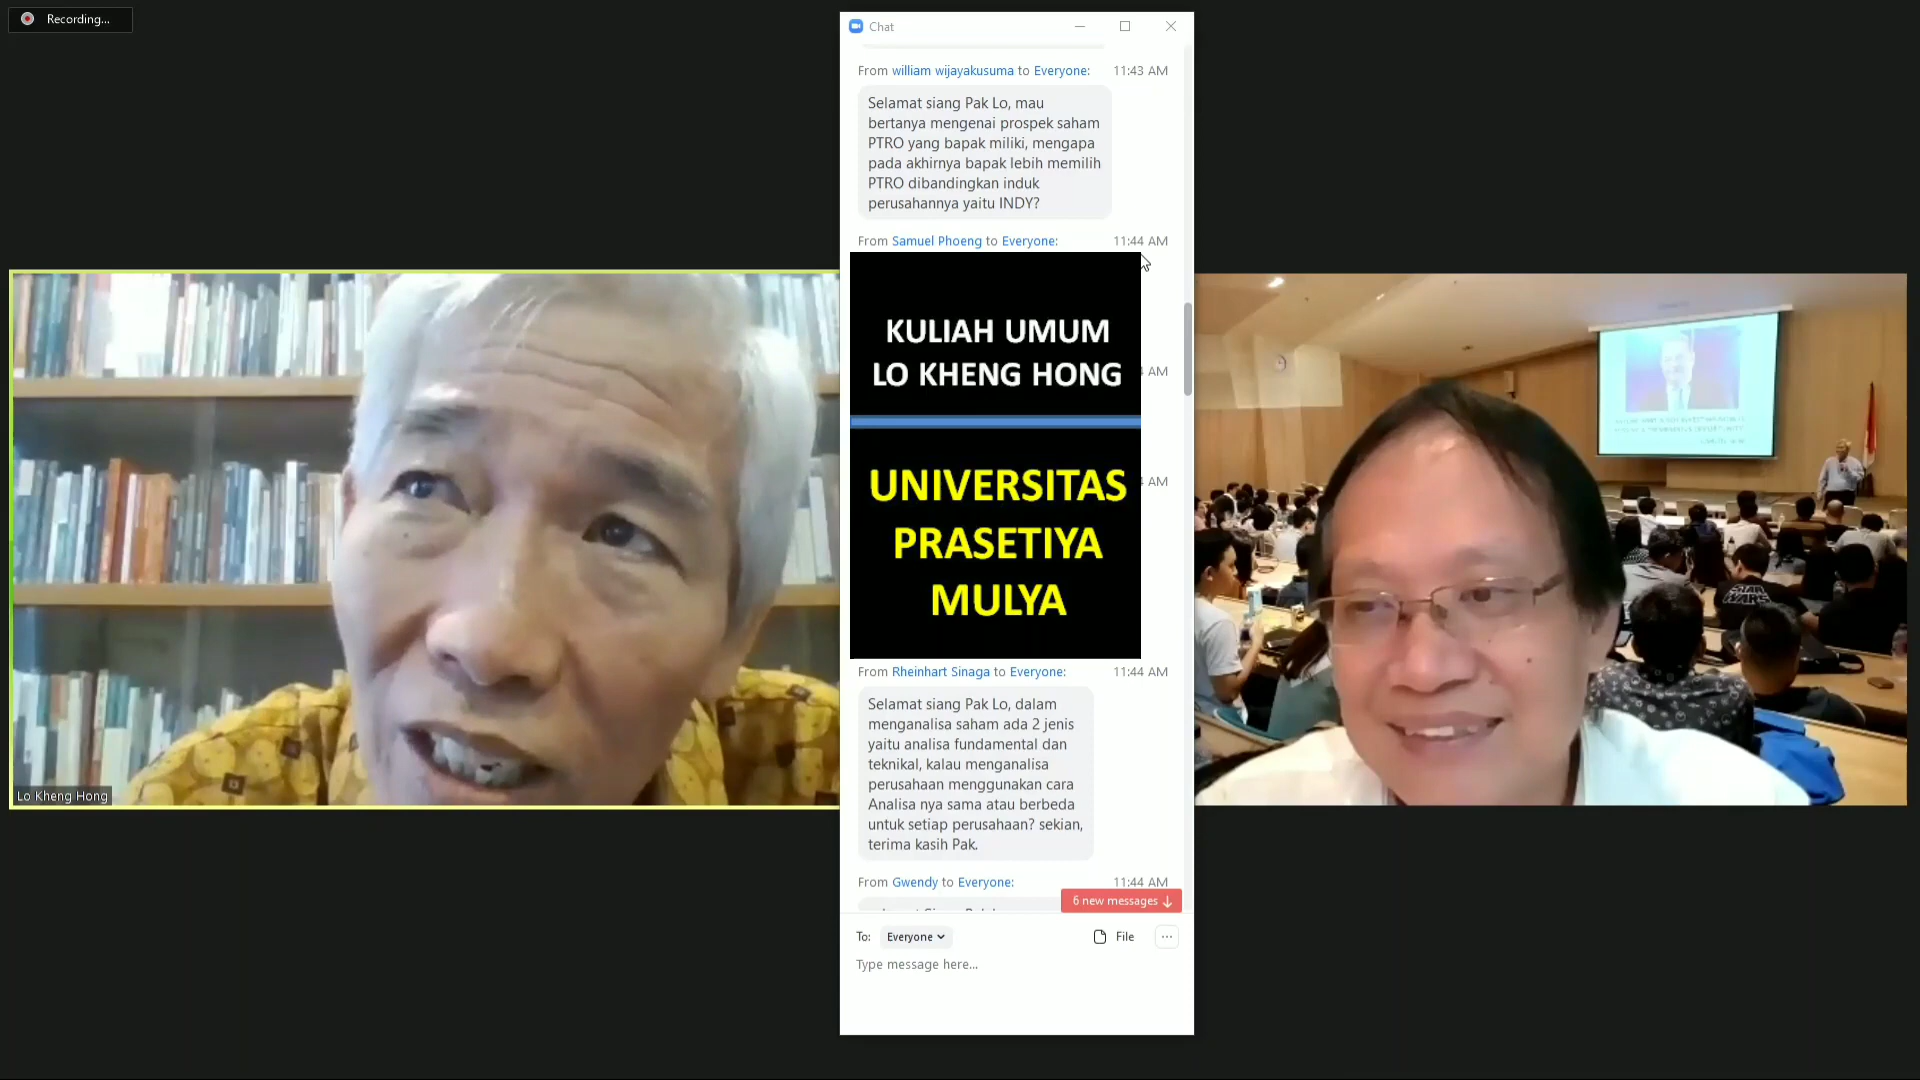 Recording...
Chat
From william wijayakusuma to Everyone: 11:43 AM
Selamat siang Pak Lo, mau
bertanya mengenai prospek saham
PTRO yang bapak miliki, mengapa
pada akhirnya bapak lebih memilih
PTRO dibandingkan induk
perusahannya yaitu INDY?
From Samuel Phoeng to Everyone: 11:44 AM
KULIAH UMUM
LO KHENG HONG
AM
UNIVERSITAS
AM
PRASETIYA
MULYA
From Rheinhart Sinaga to Everyone: 11:44 AM
Selamat siang Pak Lo, dalam
menganalisa saham ada 2 jenis
yaitu analisa fundamental dan
teknikal, kalau menganalisa
perusahaan menggunakan cara
Analisa nya sama atau berbeda
untuk setiap perusahaan? sekian,
terima kasih Pak.
From Gwendy to Everyone: 11:44 AM
6 new messages
To: Everyone File
Type message here...
Lo Kheng Hong
STAR
WARS